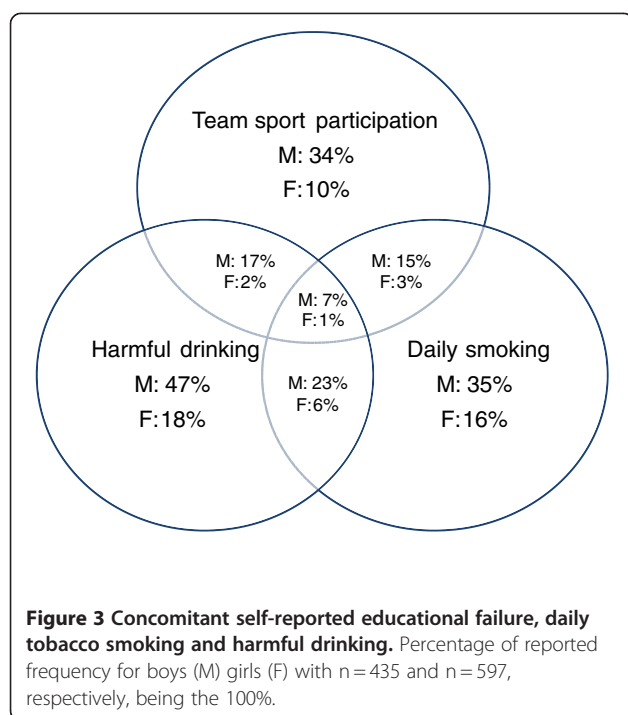 Team sport participation
M: 34%
F:10%
M: 17%
F:2%
M: 15%
F:3%
M: 7%
F:1%
Harmful drinking
M: 47%
F:18%
Daily smoking
M: 35%
F:16%
M: 23%
F:6%
Figure 3 Concomitant self-reported educational failure, daily
tobacco smoking and harmful drinking. Percentage of reported
frequency for boys (M) girls (F) with n = 435 and n = 597,
respectively, being the 100%.